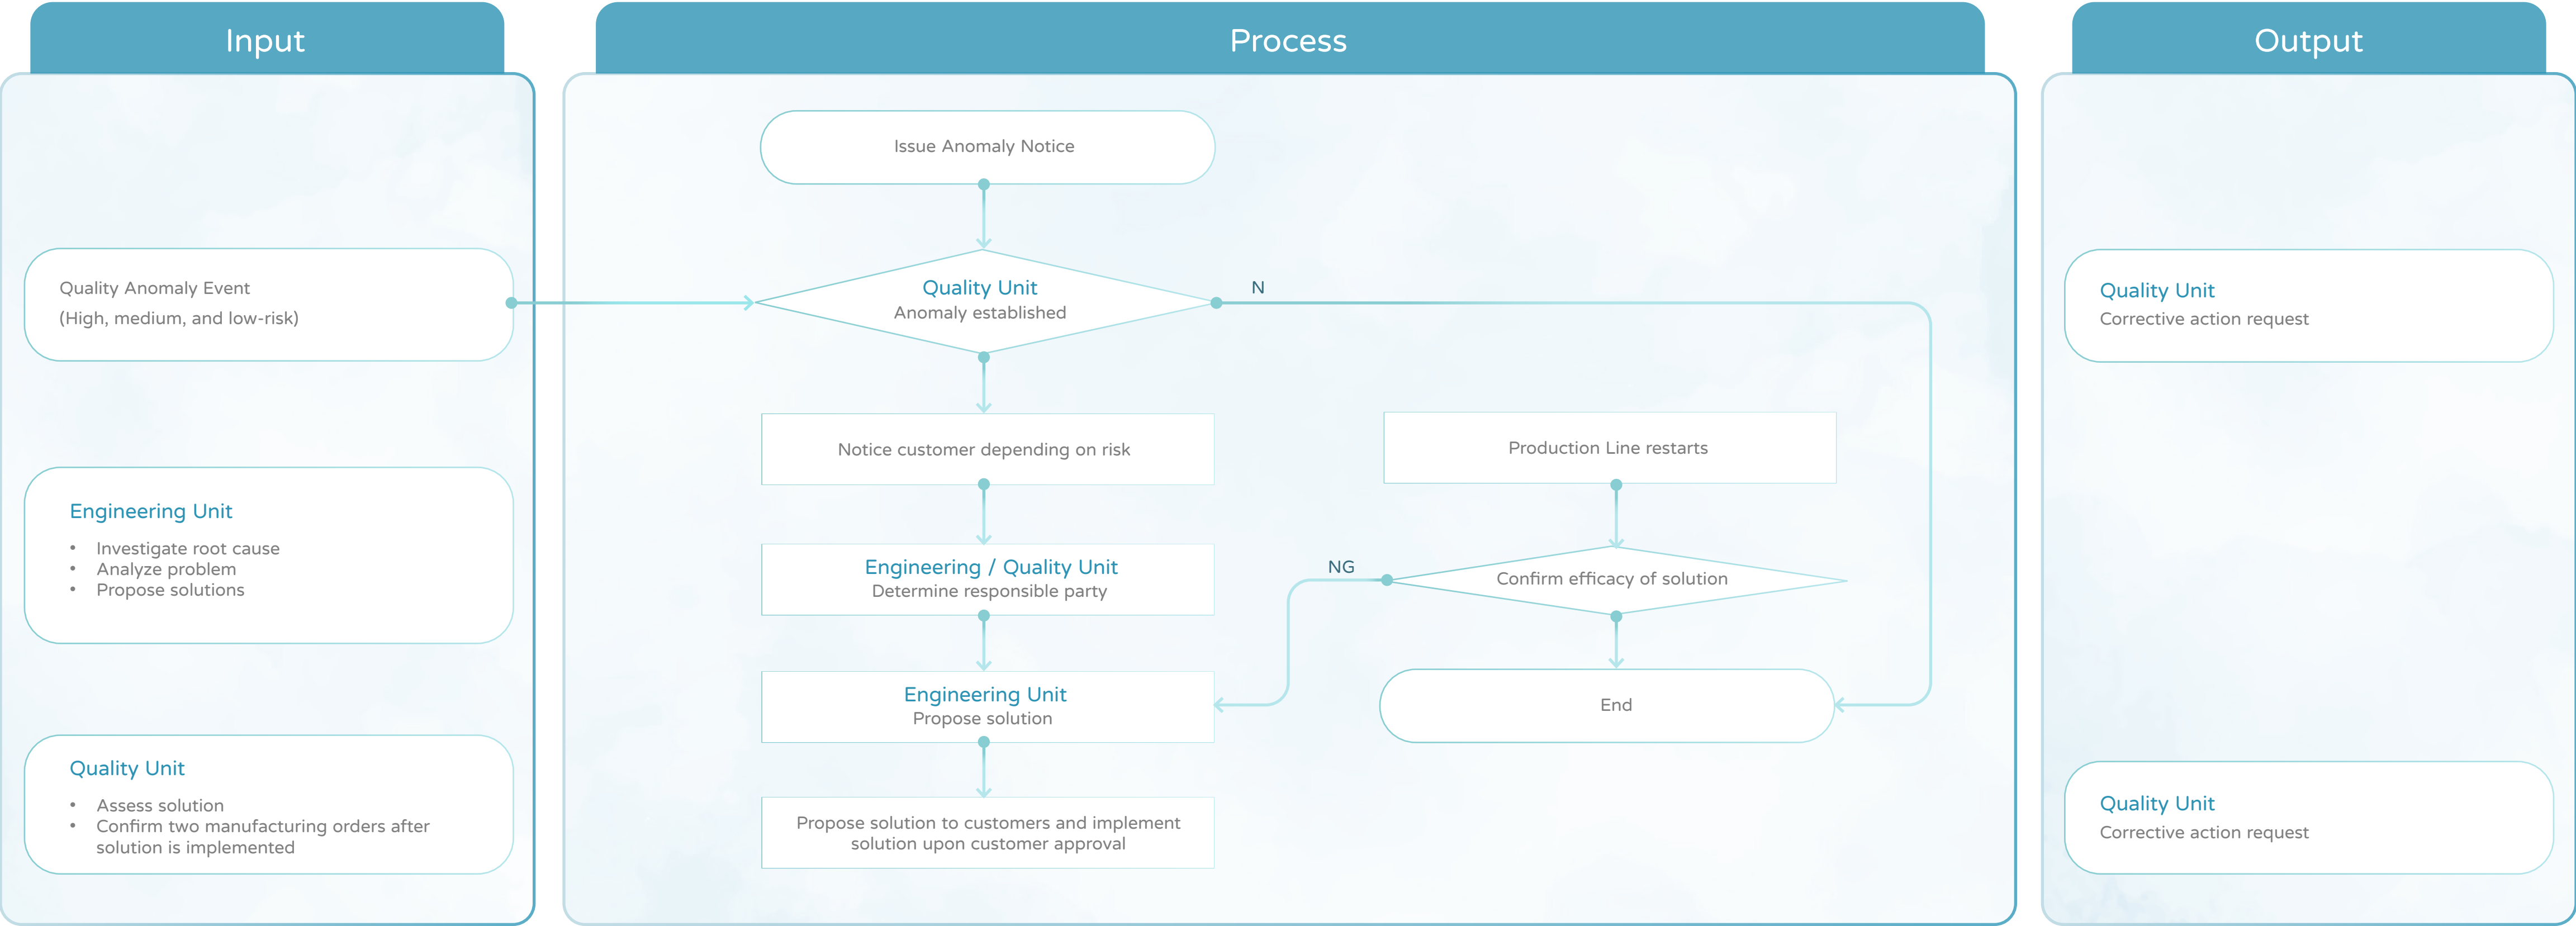 Input
Process
Output
Quality Anomaly Event
(High, medium, and low-risk)
Engineering Unit
• Investigate root cause
• Analyze problem
• Propose solutions
Quality Unit
• Assess solution
• Confirm two manufacturing orders after
solution is implemented
Issue Anomaly Notice
Quality Unit
Anomaly established
N
Notice customer depending on risk
Engineering / Quality Unit
Determine responsible party
Engineering Unit
Propose solution
Propose solution to customers and implement
solution upon customer approval
Production Line restarts
NG
Confirm efficacy of solution
End
Quality Unit
Corrective action request
Quality Unit
Corrective action request